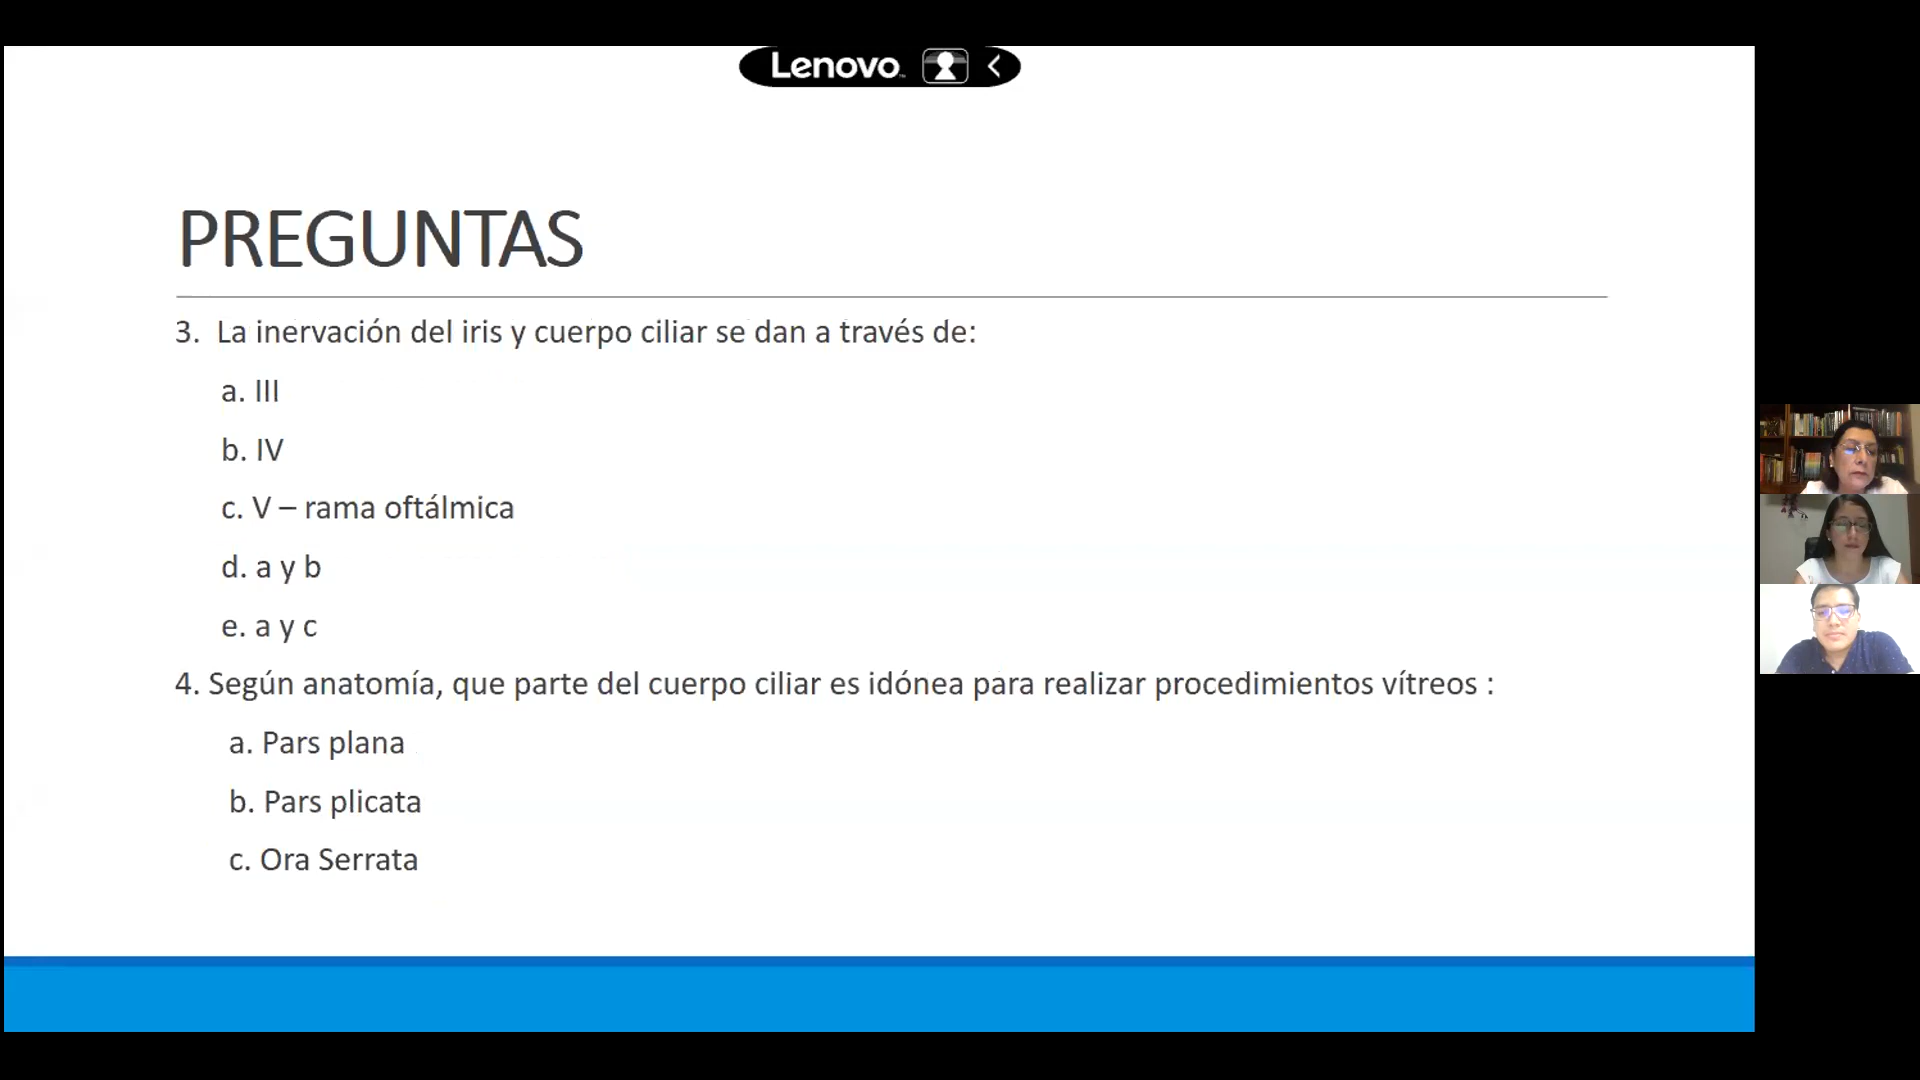 Lenovo
PREGUNTAS
3. La inervación del iris y cuerpo ciliar se dan a través de:
a. III
b. IV
c. V – rama oftálmica
d. a y b
e. a y c
4. Según anatomía, que parte del cuerpo ciliar es idónea para realizar procedimientos vítreos :
a. Pars plana
b. Pars plicata
c. Ora Serrata